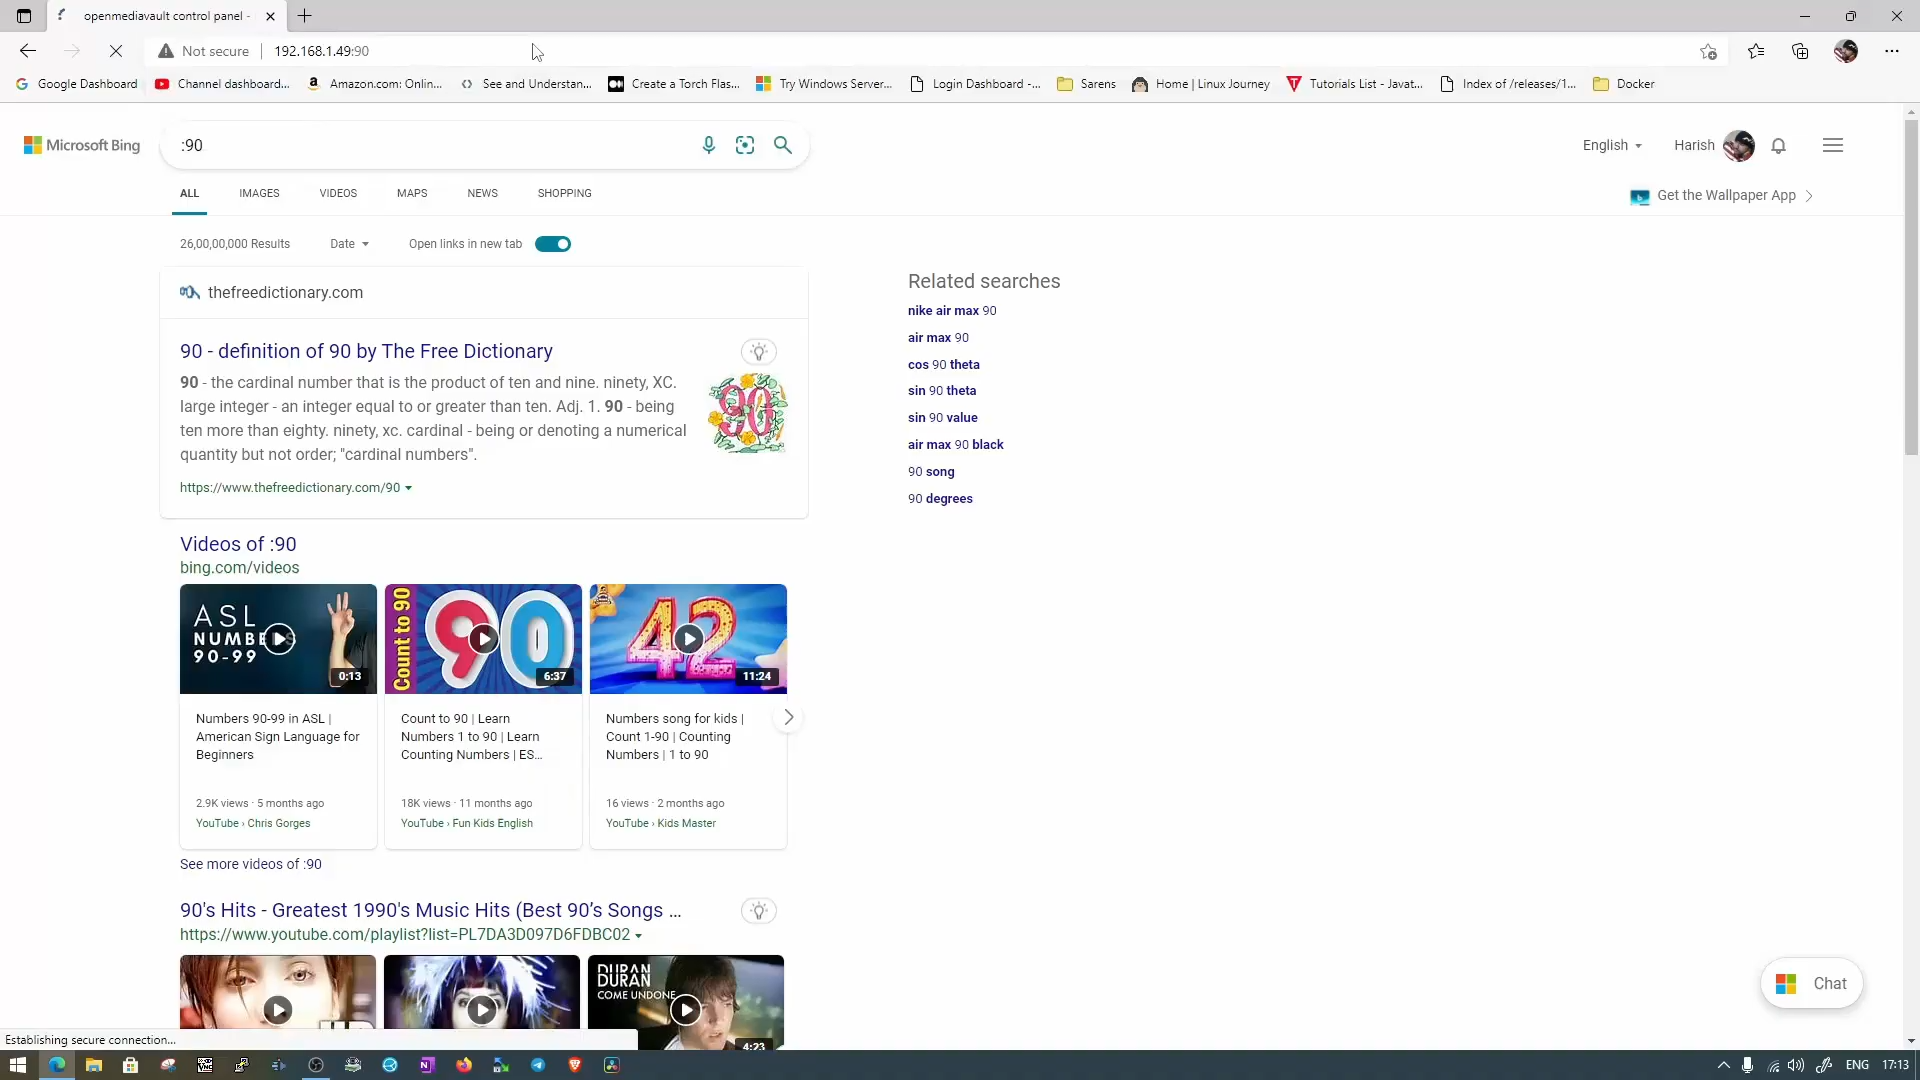 openmediavault control panel -
Not secure
192.168.1.49:90
Google Dashboard
Channel dashboard...
Amazon.com: Onlin...
See and Understan...
Create a Torch Flas...
Try Windows Server...
Login Dashboard -...
Sarens
Home | Linux Journey
Tutorials List - Javat...
Index of /releases/1...
Docker
Microsoft Bing
:90
English
Harish
ALL
IMAGES
VIDEOS
MAPS
NEWS
SHOPPING
Get the Wallpaper App
26,00,00,000 Results
Date
Open links in new tab
thefreedictionary.com
90 - definition of 90 by The Free Dictionary
90 - the cardinal number that is the product of ten and nine. ninety, XC.
large integer - an integer equal to or greater than ten. Adj. 1. 90 - being
ten more than eighty. ninety, xc. cardinal - being or denoting a numerical
quantity but not order; "cardinal numbers".
90
https://www.thefreedictionary.com/90
Related searches
nike air max 90
air max 90
cos 90 theta
sin 90 theta
sin 90 value
air max 90 black
90 song
90 degrees
Videos of :90
bing.com/videos
ASL
NUMBERS
90-99
0:13
Count to 90
90
6:37
42
11:24
Numbers 90-99 in ASL |
American Sign Language for
Beginners
2.9K views · 5 months ago
YouTube › Chris Gorges
Count to 90 | Learn
Numbers 1 to 90 | Learn
Counting Numbers | ES...
18K views · 11 months ago
YouTube › Fun Kids English
Numbers song for kids |
Count 1-90 | Counting
Numbers | 1 to 90
16 views · 2 months ago
YouTube › Kids Master
See more videos of :90
90's Hits - Greatest 1990's Music Hits (Best 90's Songs ...
https://www.youtube.com/playlist?list=PL7DA3D097D6FDBC02
DURAN
DURAN
COME UNDONE
4:23
Chat
Establishing secure connection...
ENG
17:13